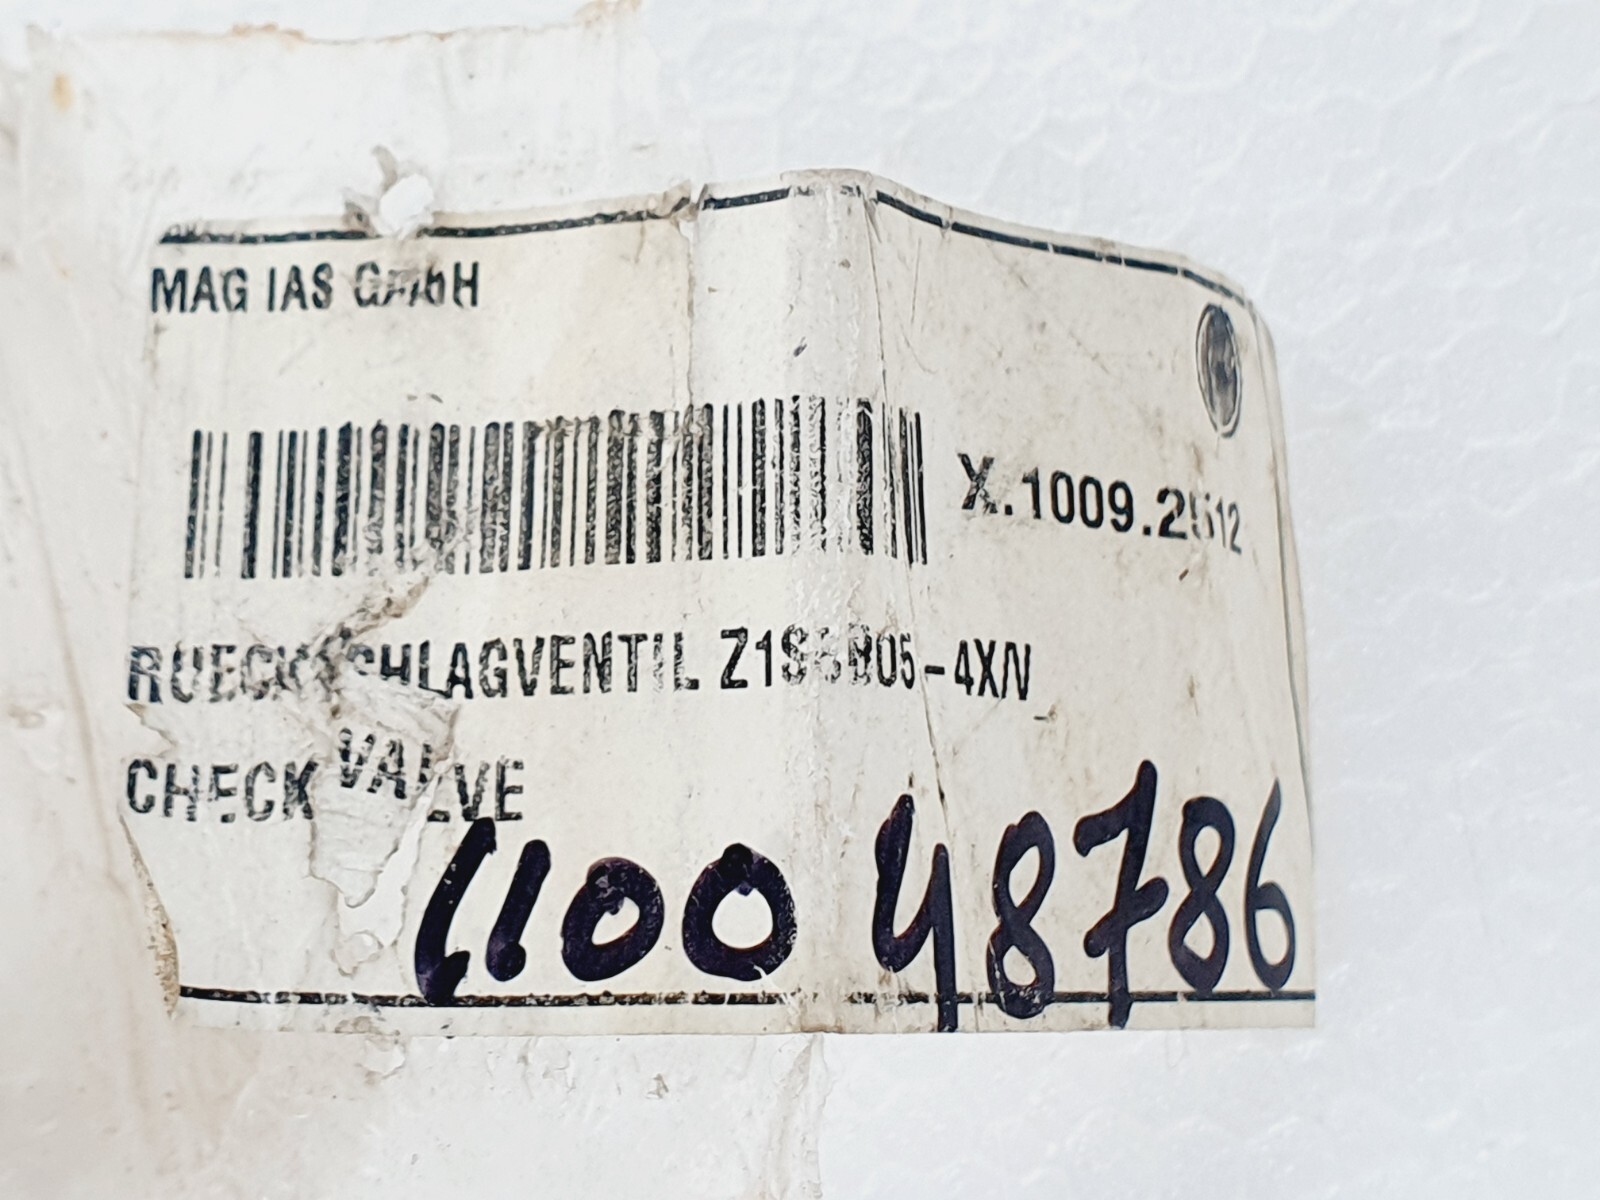 MAG IAS GmbH
X.1009.2512
RUECKSCHLAGVENTIL Z1S6B05-4X/V
CHECK VALVE
1100 48786